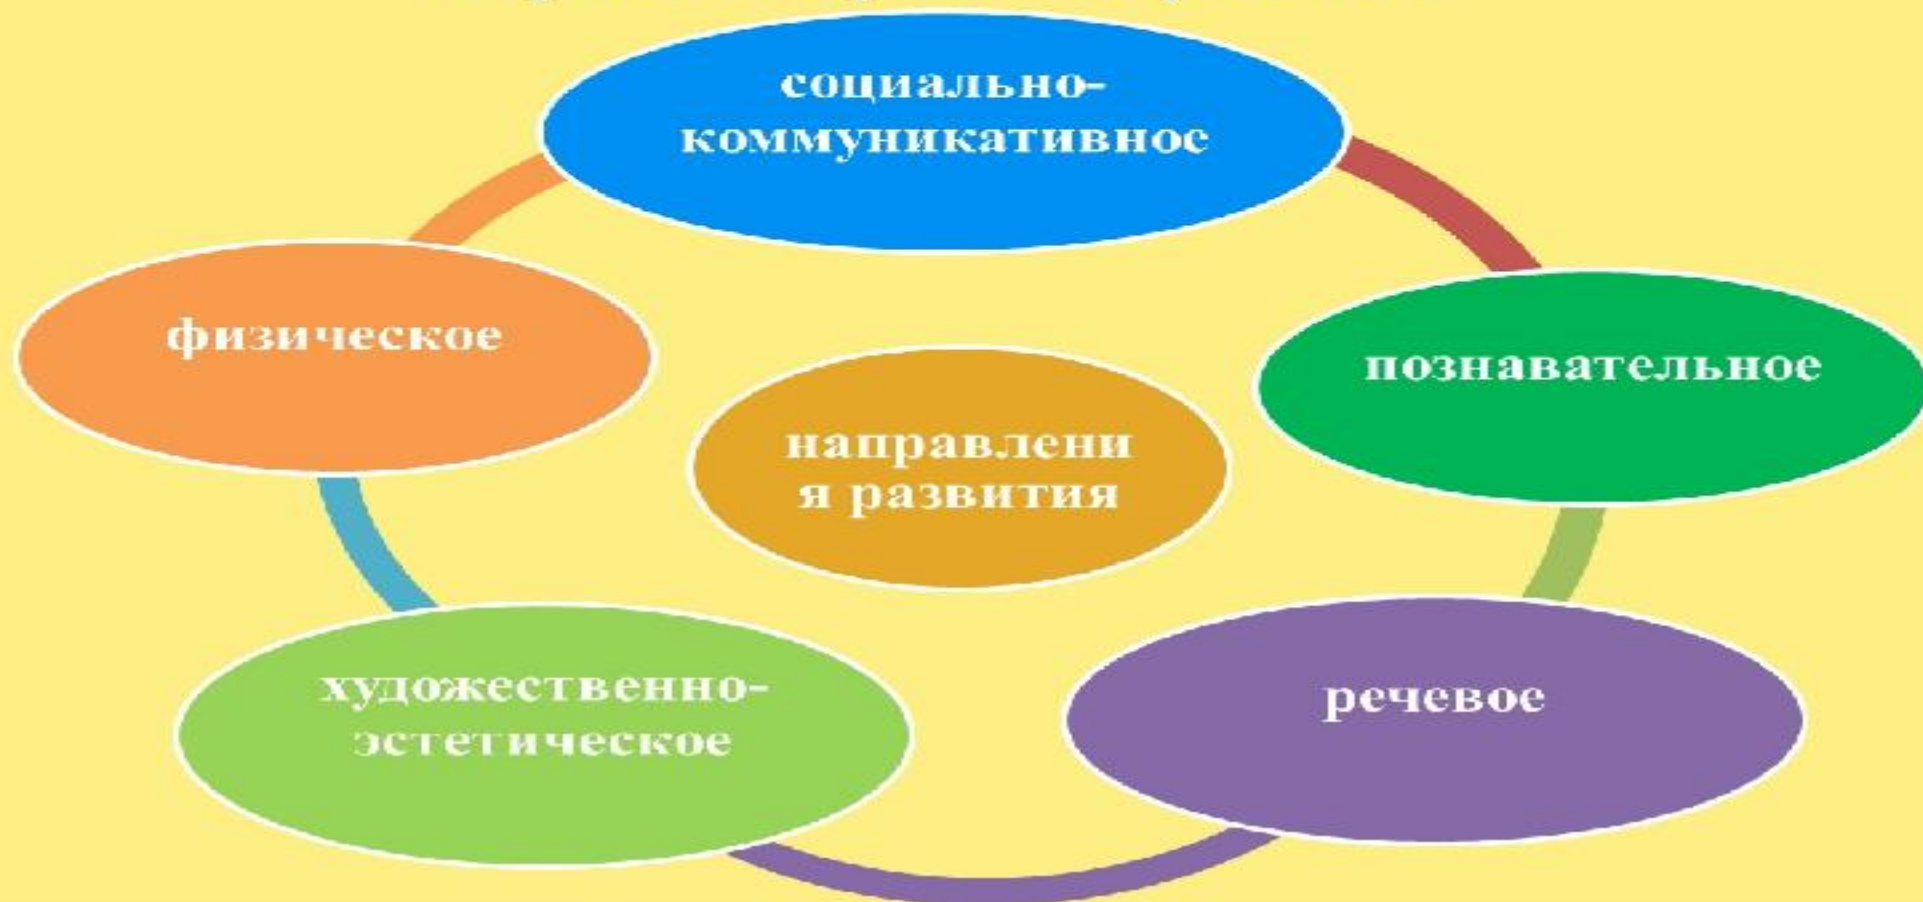 социально-
коммуникативное
физическое
познавательное
направлени
я развития
художественно-
эстетическое
речевое